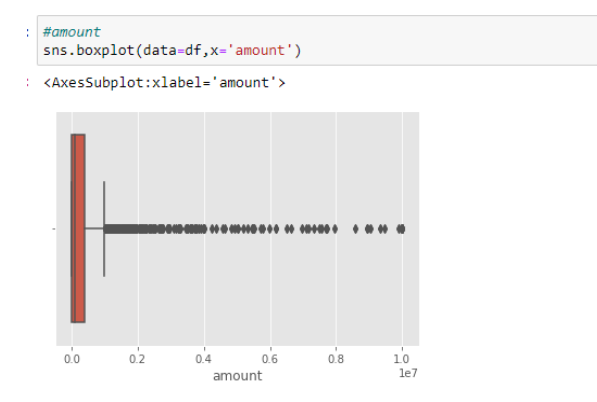 #amount
sns.boxplot(data=df,x='amount')
<AxesSubplot:xlabel='amount'>
0.0 0.2 0.4 0.6 0.8 1.0
1e7
amount